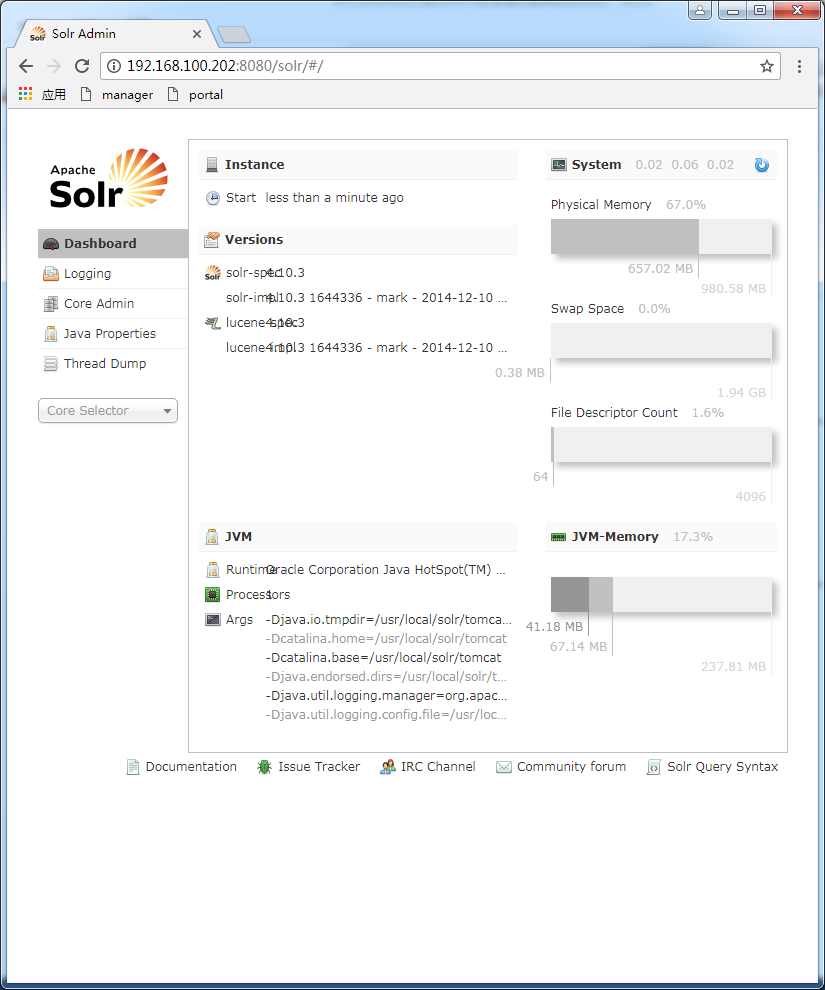 Solr Admin
192.168.100.202:8080/solr/#/
应用
manager
portal
Apache
Solr
Dashboard
Logging
Core Admin
Java Properties
Thread Dump
Core Selector
Instance
Start less than a minute ago
Versions
solr-spec 4.10.3
solr-impl 4.10.3 1644336 - mark - 2014-12-10 ...
lucene-spec 4.10.3
lucene-impl 4.10.3 1644336 - mark - 2014-12-10 ...
JVM
Runtime Oracle Corporation Java HotSpot(TM) ...
Processors 1
Args -Djava.io.tmpdir=/usr/local/solr/tomca...
-Dcatalina.home=/usr/local/solr/tomcat
-Dcatalina.base=/usr/local/solr/tomcat
-Djava.endorsed.dirs=/usr/local/solr/t...
-Djava.util.logging.manager=org.apac...
-Djava.util.logging.config.file=/usr/loc...
System 0.02 0.06 0.02
Physical Memory 67.0%
657.02 MB
980.58 MB
Swap Space 0.0%
0.38 MB
1.94 GB
File Descriptor Count 1.6%
64
4096
JVM-Memory 17.3%
41.18 MB
67.14 MB
237.81 MB
Documentation
Issue Tracker
IRC Channel
Community forum
Solr Query Syntax